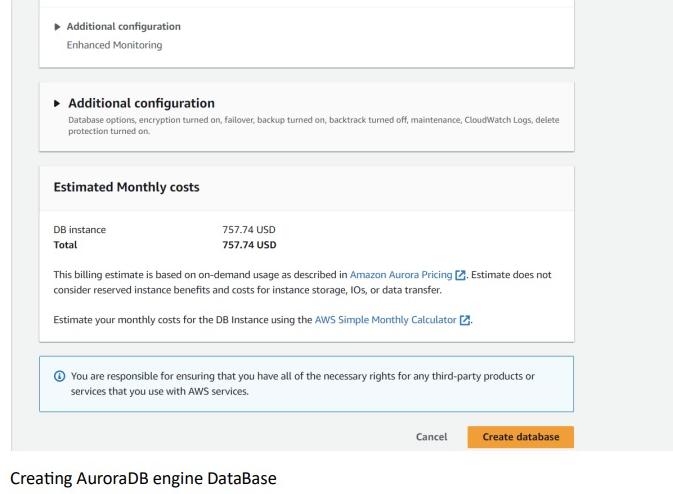 Additional configuration
Enhanced Monitoring
Additional configuration
Database options, encryption turned on, failover, backup turned on, backtrack turned off, maintenance, CloudWatch Logs, delete
protection turned on.
Estimated Monthly costs
DB instance 757.74 USD
Total 757.74 USD
This billing estimate is based on on-demand usage as described in Amazon Aurora Pricing. Estimate does not
consider reserved instance benefits and costs for instance storage, IOs, or data transfer.
Estimate your monthly costs for the DB Instance using the AWS Simple Monthly Calculator.
You are responsible for ensuring that you have all of the necessary rights for any third-party products or
services that you use with AWS services.
Cancel Create database
Creating AuroraDB engine DataBase